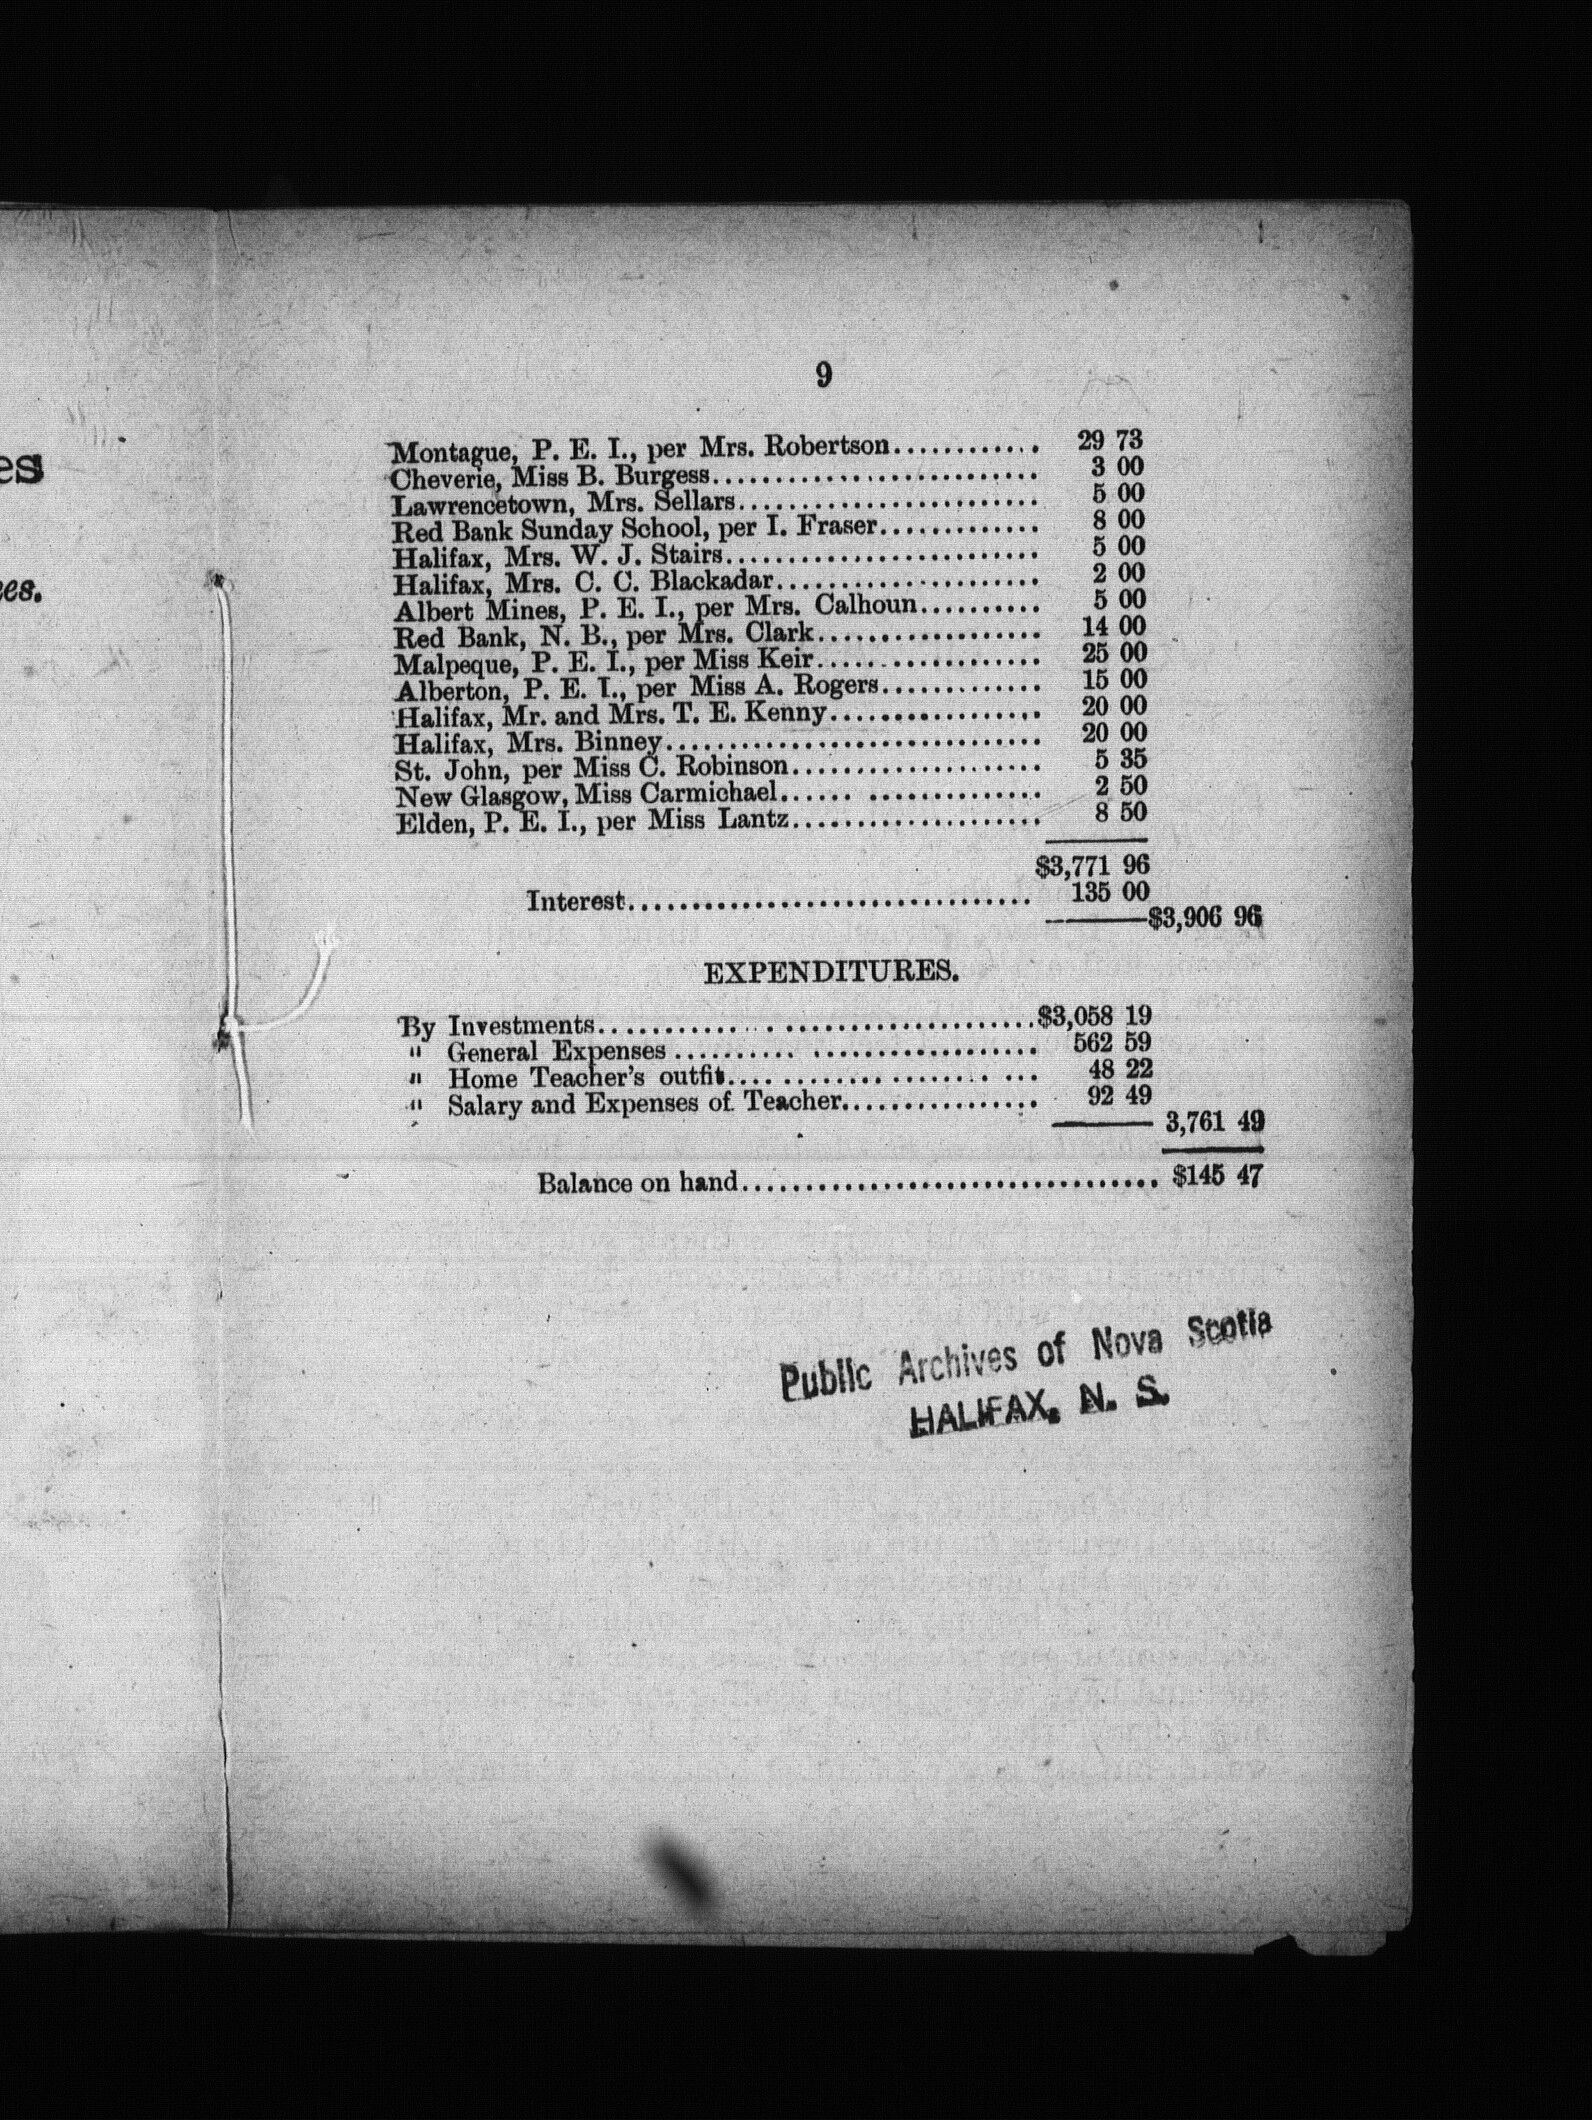 es
ces.
9
Montague, P. E. I., per Mrs. Robertson............ 29 73
Cheverie, Miss B. Burgess.......................... 3 00
Lawrencetown, Mrs. Sellars........................ 5 00
Red Bank Sunday School, per I. Fraser............. 8 00
Halifax, Mrs. W. J. Stairs......................... 5 00
Halifax, Mrs. C. C. Blackadar..................... 2 00
Albert Mines, P. E. I., per Mrs. Calhoun.......... 5 00
Red Bank, N. B., per Mrs. Clark.................. 14 00
Malpeque, P. E. I., per Miss Keir.................. 25 00
Alberton, P. E. I., per Miss A. Rogers............. 15 00
Halifax, Mr. and Mrs. T. E. Kenny................. 20 00
Halifax, Mrs. Binney.............................. 20 00
St. John, per Miss C. Robinson.................... 5 35
New Glasgow, Miss Carmichael...... .............. 2 50
Elden, P. E. I., per Miss Lantz.................... 8 50
$3,771 96
Interest................................ 135 00
$3,906 96
EXPENDITURES.
By Investments.................................. $3,058 19
" General Expenses .......... .................. 562 59
" Home Teacher's outfit.... ........ ........ ... 48 22
" Salary and Expenses of Teacher................ 92 49
3,761 49
Balance on hand................................. $145 47
Public Archives of Nova Scotia
HALIFAX, N. S.